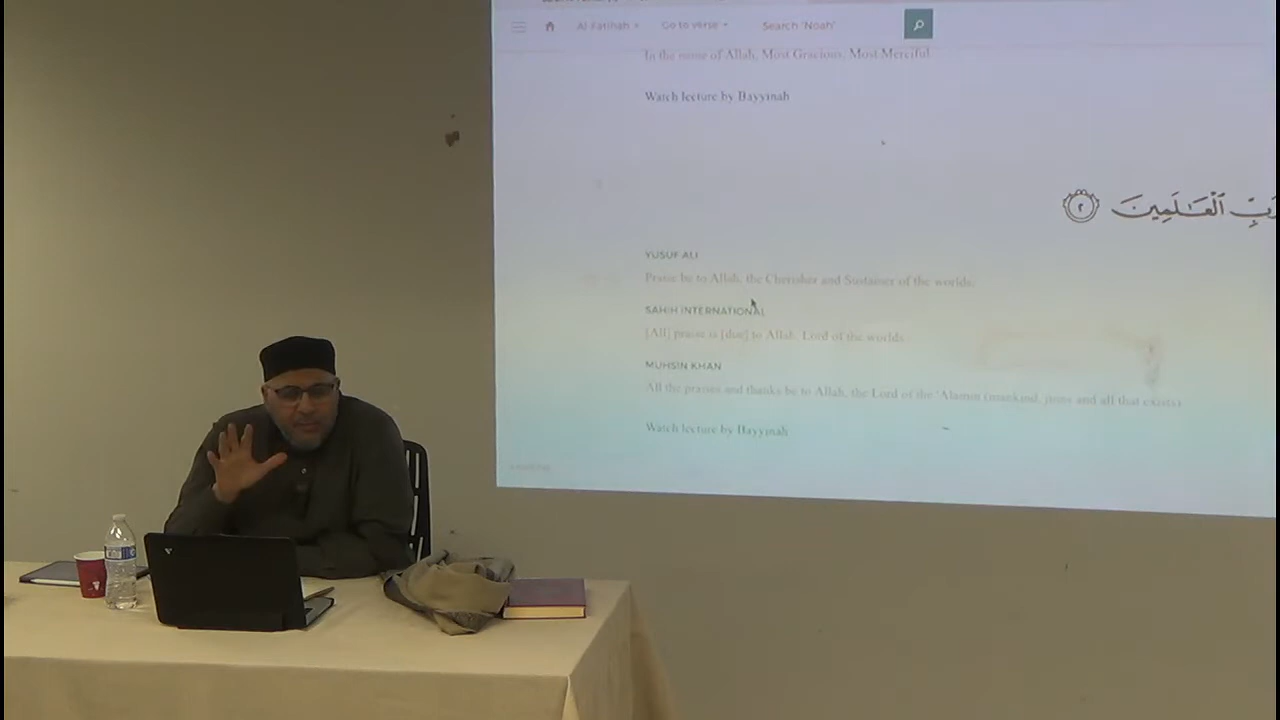 Al Fatihah Go to verse Search "Noah"
In the name of Allah, Most Gracious, Most Merciful.
Watch lecture by Bayyinah
رَبِّ ٱلْعَـٰلَمِينَ ٢
YUSUF ALI
Praise be to Allah, the Cherisher and Sustainer of the worlds;
SAHIH INTERNATIONAL
[All] praise is [due] to Allah, Lord of the worlds
MUHSIN KHAN
All the praises and thanks be to Allah, the Lord of the 'Alamin (mankind, jinns and all that exists)
Watch lecture by Bayyinah